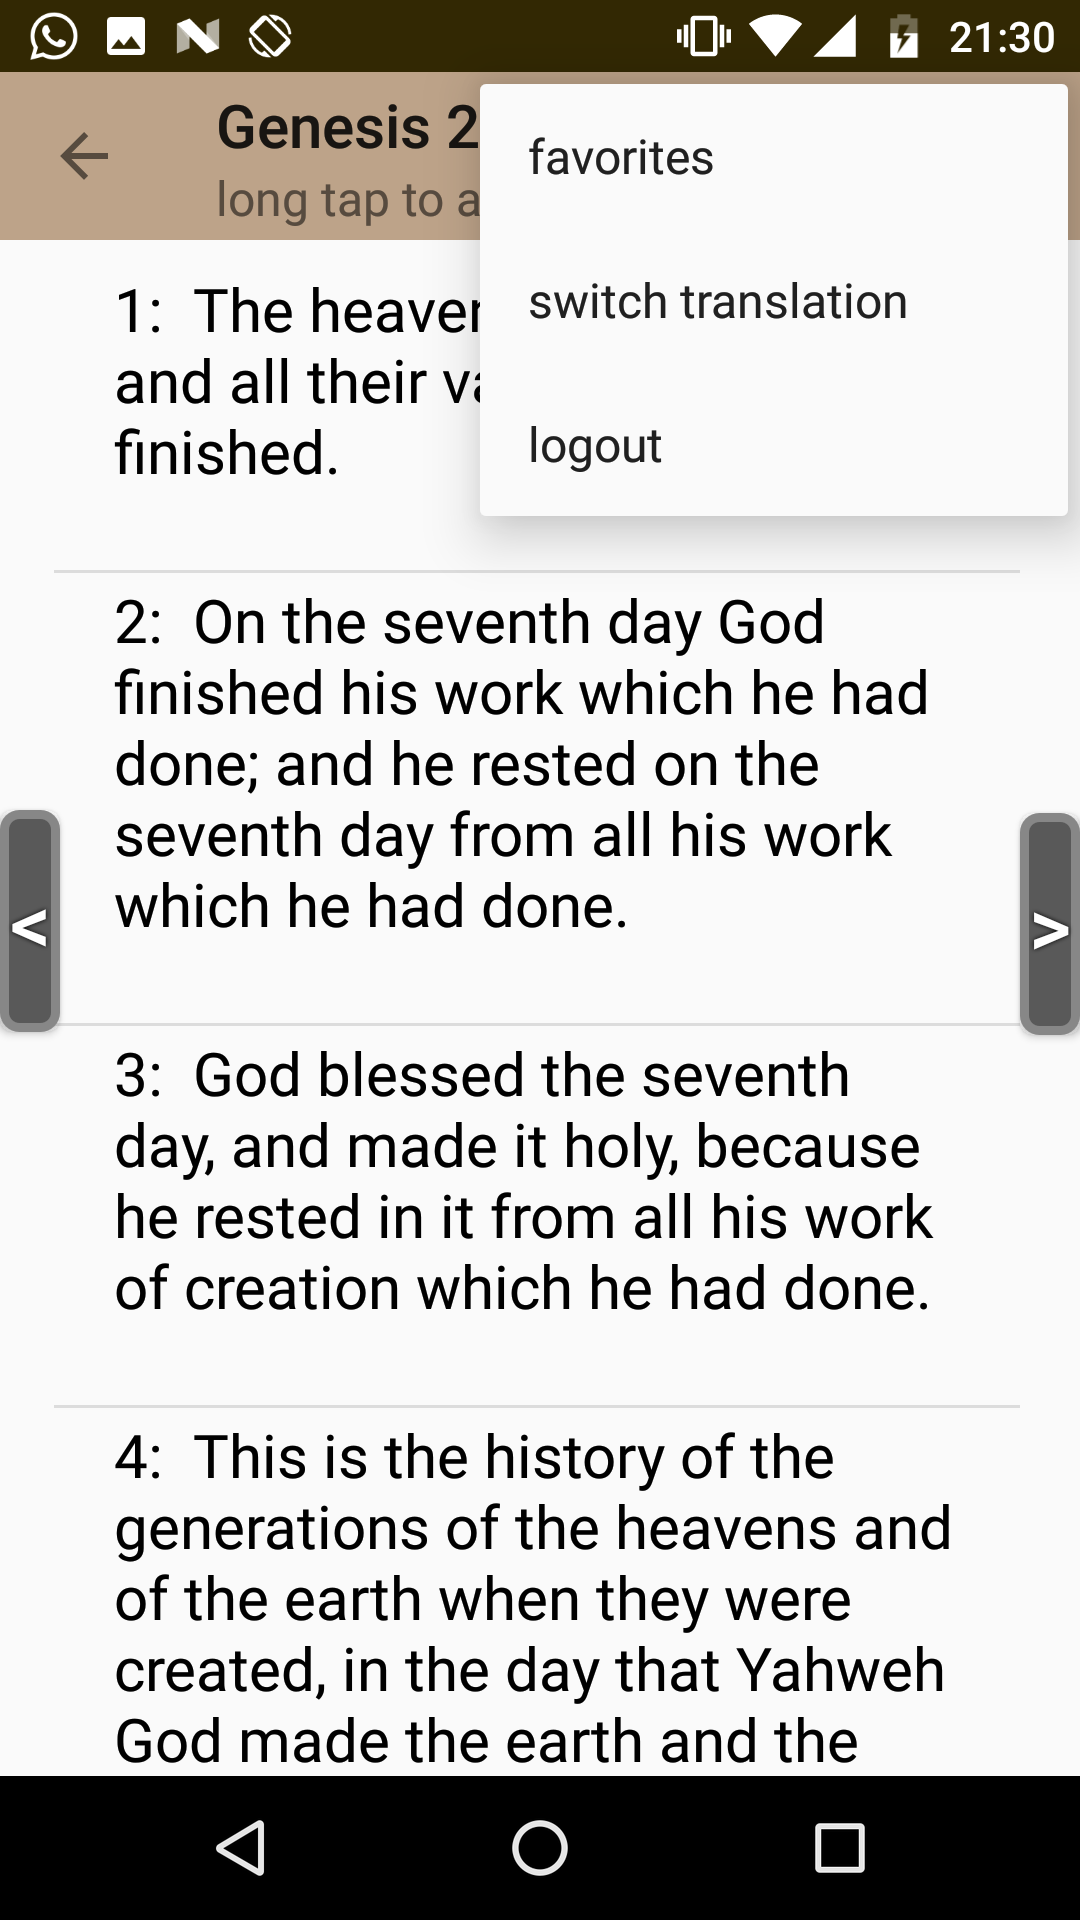 21:30
Genesis 2
long tap to a
favorites
switch translation
logout
1: The heaven
and all their va
finished.
2: On the seventh day God
finished his work which he had
done; and he rested on the
seventh day from all his work
which he had done.
<
>
3: God blessed the seventh
day, and made it holy, because
he rested in it from all his work
of creation which he had done.
4: This is the history of the
generations of the heavens and
of the earth when they were
created, in the day that Yahweh
God made the earth and the